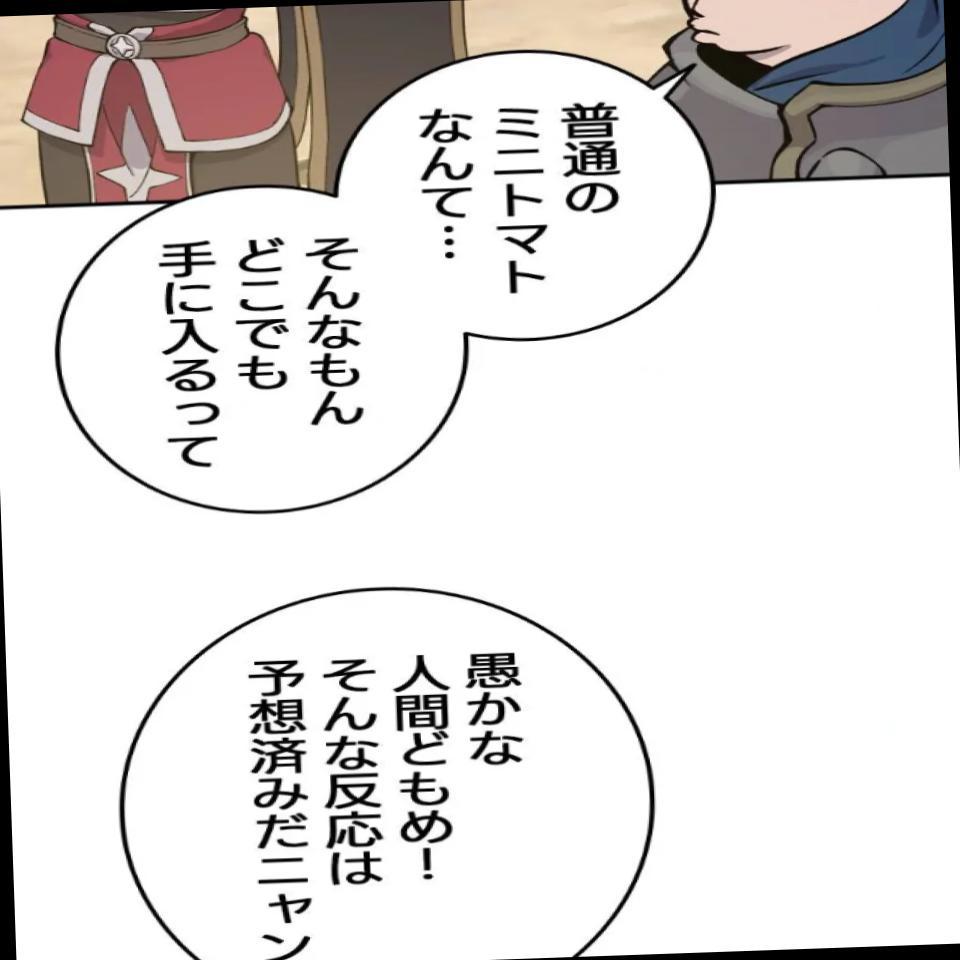 普通の
ミニトマト
なんて…
そんなもん
どこでも
手に入るって
愚かな
人間どもめ！
そんな反応は
予想済みだニャン